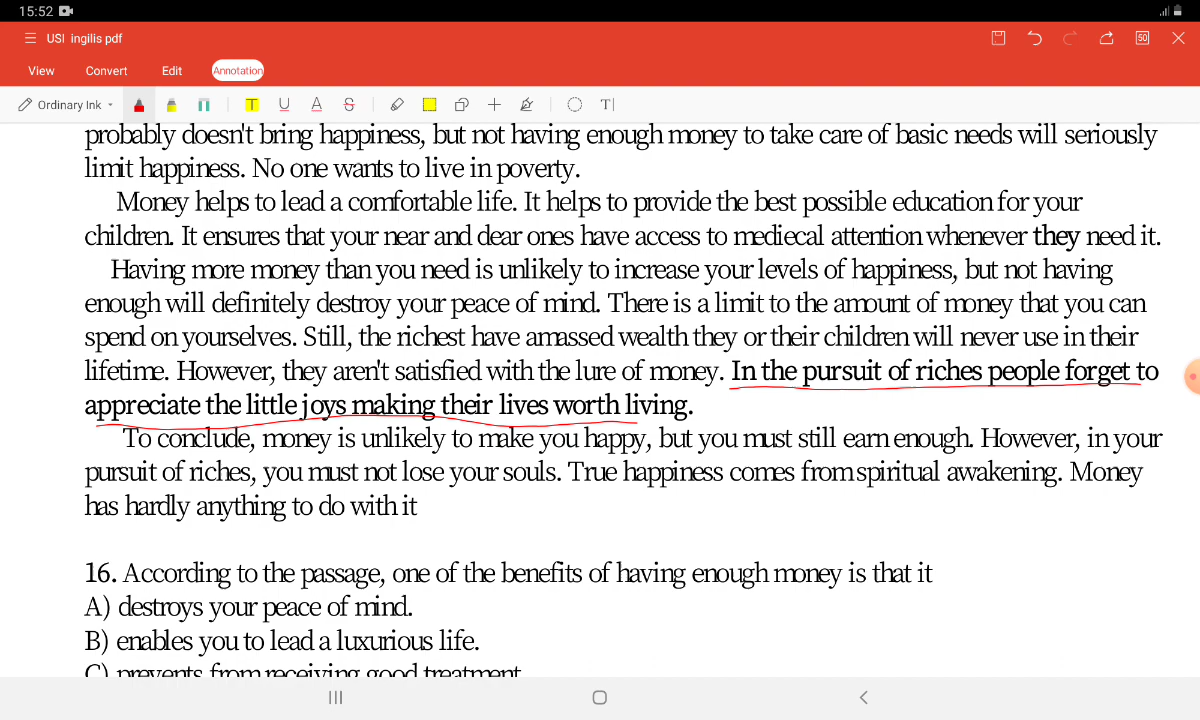 15:52
USI ingilis pdf
50
View Convert Edit Annotation
Ordinary Ink T U A S T
probably doesn't bring happiness, but not having enough money to take care of basic needs will seriously
limit happiness. No one wants to live in poverty.
Money helps to lead a comfortable life. It helps to provide the best possible education for your
children. It ensures that your near and dear ones have access to mediecal attention whenever they need it.
Having more money than you need is unlikely to increase your levels of happiness, but not having
enough will definitely destroy your peace of mind. There is a limit to the amount of money that you can
spend on yourselves. Still, the richest have amassed wealth they or their children will never use in their
lifetime. However, they aren't satisfied with the lure of money. In the pursuit of riches people forget to
appreciate the little joys making their lives worth living.
To conclude, money is unlikely to make you happy, but you must still earn enough. However, in your
pursuit of riches, you must not lose your souls. True happiness comes from spiritual awakening. Money
has hardly anything to do with it
16. According to the passage, one of the benefits of having enough money is that it
A) destroys your peace of mind.
B) enables you to lead a luxurious life.
C) prevents from receiving good treatment